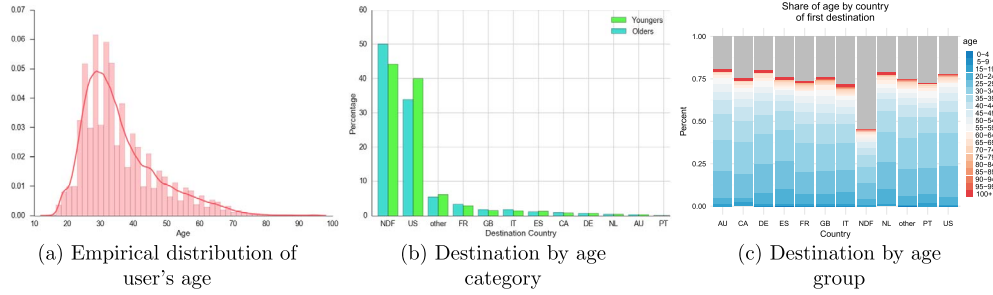 0.07
0.06
0.05
0.04
0.03
0.02
0.01
0.00
10 20 30 40 50 60 70 80 90 100
Age
(a) Empirical distribution of
user's age
60
50
40
30
20
10
0
Percentage
Youngers
Olders
NDF US other FR GB IT ES CA DE NL AU PT
Destination Country
(b) Destination by age
category
Share of age by country
of first destination
1.00
0.75
0.50
0.25
0.00
Percent
AU CA DE ES FR GB IT NDF NL other PT US
Country
age
0−4
5−9
15−19
20−24
25−29
30−34
35−39
40−44
45−49
50−54
55−59
60−64
65−69
70−74
75−79
80−84
85−89
90−94
95−99
100+
(c) Destination by age
group